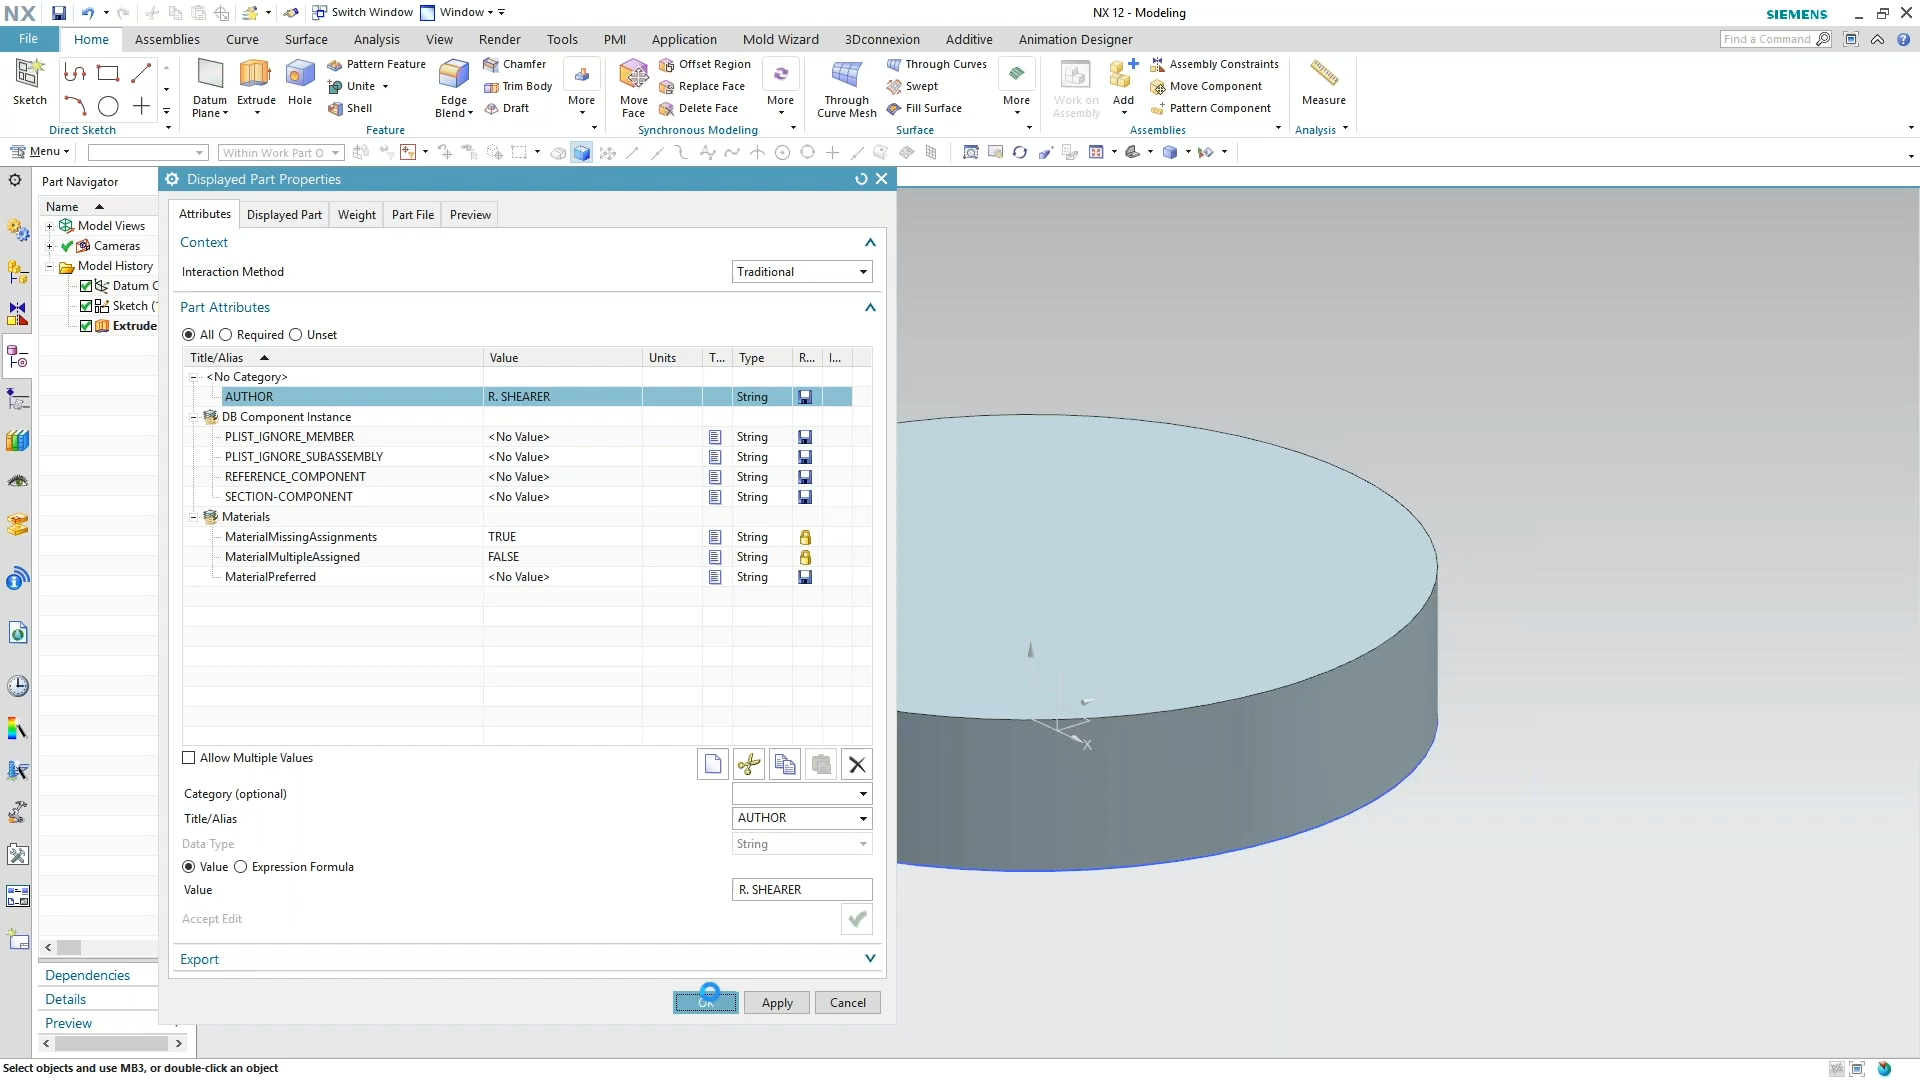 NX
Switch Window
Window
NX 12 - Modeling
SIEMENS
File
Home
Assemblies
Curve
Surface
Analysis
View
Render
Tools
PMI
Application
Mold Wizard
3Dconnexion
Additive
Animation Designer
Find a Command
Sketch
Direct Sketch
Datum
Plane
Extrude
Hole
Pattern Feature
Unite
Shell
Edge
Blend
Chamfer
Trim Body
Draft
More
Feature
Move
Face
Offset Region
Replace Face
Delete Face
More
Synchronous Modeling
Through
Curve Mesh
Through Curves
Swept
Fill Surface
More
Surface
Work on
Assembly
Add
Assembly Constraints
Move Component
Pattern Component
Assemblies
Measure
Analysis
Menu
Within Work Part O
Part Navigator
Name
Model Views
Cameras
Model History
Datum C
Sketch (
Extrude
Dependencies
Details
Preview
Displayed Part Properties
Attributes
Displayed Part
Weight
Part File
Preview
Context
Interaction Method
Traditional
Part Attributes
All
Required
Unset
Title/Alias Value Units T... Type R... I...
<No Category>
AUTHOR R. SHEARER String
DB Component Instance
PLIST_IGNORE_MEMBER <No Value> String
PLIST_IGNORE_SUBASSEMBLY <No Value> String
REFERENCE_COMPONENT <No Value> String
SECTION-COMPONENT <No Value> String
Materials
MaterialMissingAssignments TRUE String
MaterialMultipleAssigned FALSE String
MaterialPreferred <No Value> String
Allow Multiple Values
Category (optional)
Title/Alias AUTHOR
Data Type String
Value
Expression Formula
Value R. SHEARER
Accept Edit
Export
OK
Apply
Cancel
X
Select objects and use MB3, or double-click an object